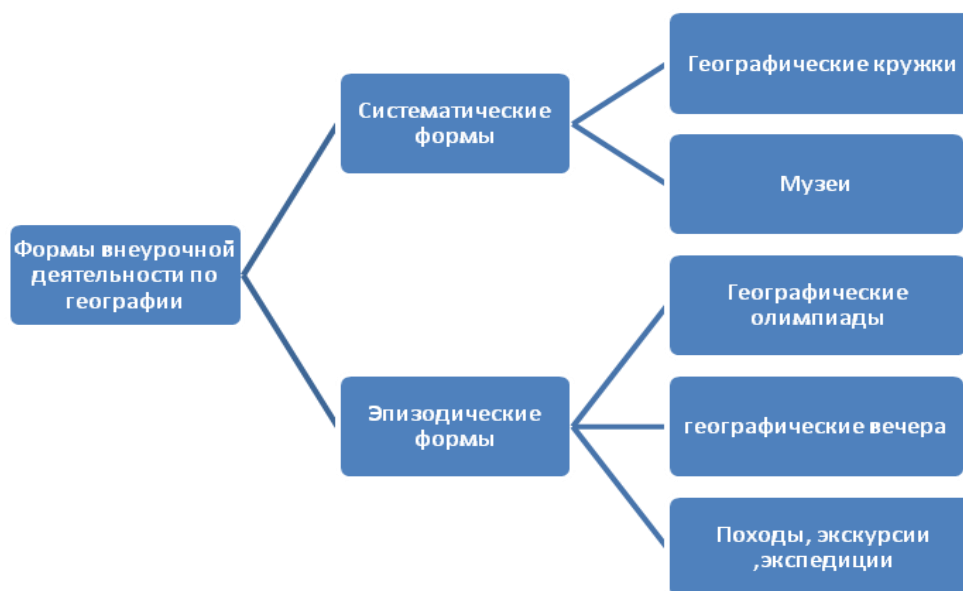 Формы внеурочной
деятельности по
географии
Систематические
формы
Географические кружки
Музеи
Эпизодические
формы
Географические
олимпиады
географические вечера
Походы, экскурсии
,экспедиции